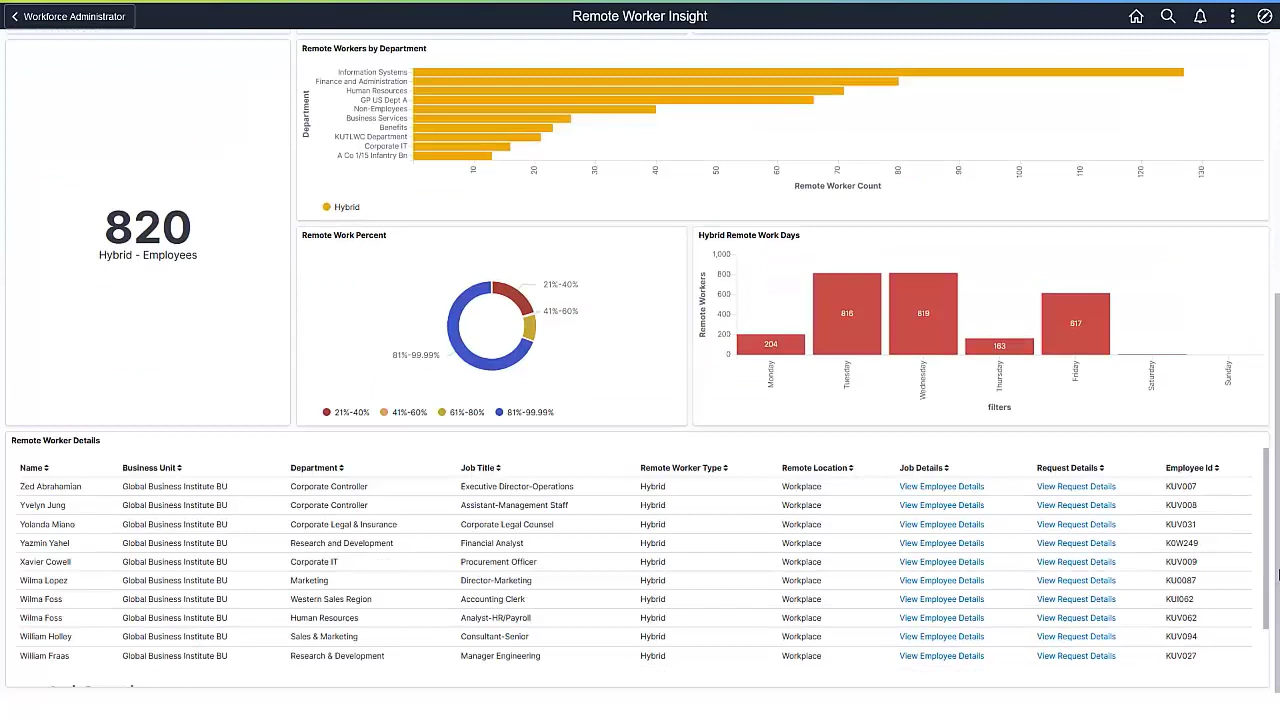 Workforce Administrator
Remote Worker Insight
820
Hybrid - Employees
Remote Workers by Department
Department
Information Systems
Finance and Administration
Human Resources
GP US Dept A
Non-Employees
Business Services
Benefits
KUTLWC Department
Corporate IT
A Co 1/15 Infantry Bn
10 20 30 40 50 60 70 80 90 100 110 120 130
Remote Worker Count
Hybrid
Remote Work Percent
21%-40%
41%-60%
81%-99.99%
21%-40% 41%-60% 61%-80% 81%-99.99%
Hybrid Remote Work Days
Remote Workers
1,000
800
600
400
200
0
204 816 819 163 617
Monday Tuesday Wednesday Thursday Friday Saturday Sunday
filters
Remote Worker Details
Name Business Unit Department Job Title Remote Worker Type Remote Location Job Details Request Details Employee Id
Zed Abrahamian Global Business Institute BU Corporate Controller Executive Director-Operations Hybrid Workplace View Employee Details View Request Details KUV007
Yvelyn Jung Global Business Institute BU Corporate Controller Assistant-Management Staff Hybrid Workplace View Employee Details View Request Details KUV008
Yolanda Miano Global Business Institute BU Corporate Legal & Insurance Corporate Legal Counsel Hybrid Workplace View Employee Details View Request Details KUV031
Yazmin Yahel Global Business Institute BU Research and Development Financial Analyst Hybrid Workplace View Employee Details View Request Details K0W249
Xavier Cowell Global Business Institute BU Corporate IT Procurement Officer Hybrid Workplace View Employee Details View Request Details KUV009
Wilma Lopez Global Business Institute BU Marketing Director-Marketing Hybrid Workplace View Employee Details View Request Details KU0087
Wilma Foss Global Business Institute BU Western Sales Region Accounting Clerk Hybrid Workplace View Employee Details View Request Details KUI062
Wilma Foss Global Business Institute BU Human Resources Analyst-HR/Payroll Hybrid Workplace View Employee Details View Request Details KUV062
William Holley Global Business Institute BU Sales & Marketing Consultant-Senior Hybrid Workplace View Employee Details View Request Details KUV094
William Fraas Global Business Institute BU Research & Development Manager Engineering Hybrid Workplace View Employee Details View Request Details KUV027